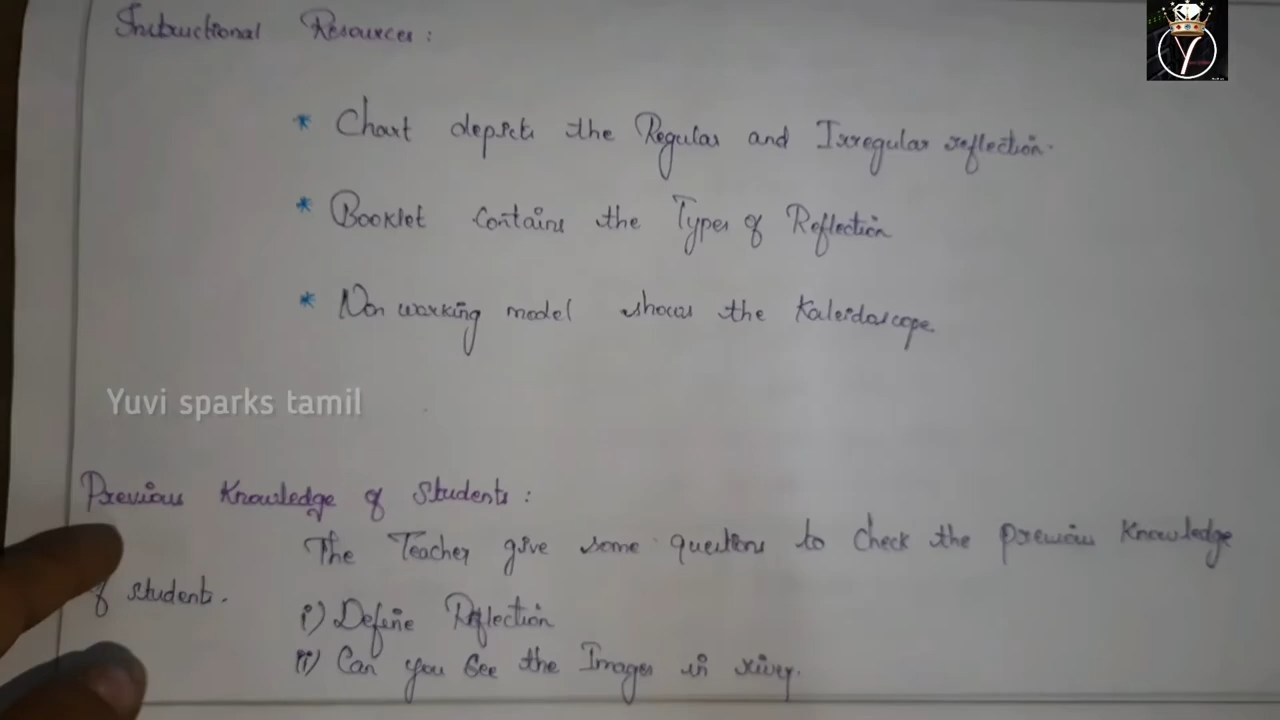 Instructional Resources :
* Chart depicts the Regular and Irregular reflection.
* Booklet contains the Types of Reflection
* Non working model shows the Kaleidoscope.
Yuvi sparks tamil
Previous Knowledge of Students :
The Teacher give some questions to check the previous knowledge
of students.
i) Define Reflection
ii) Can you see the Images in
Y